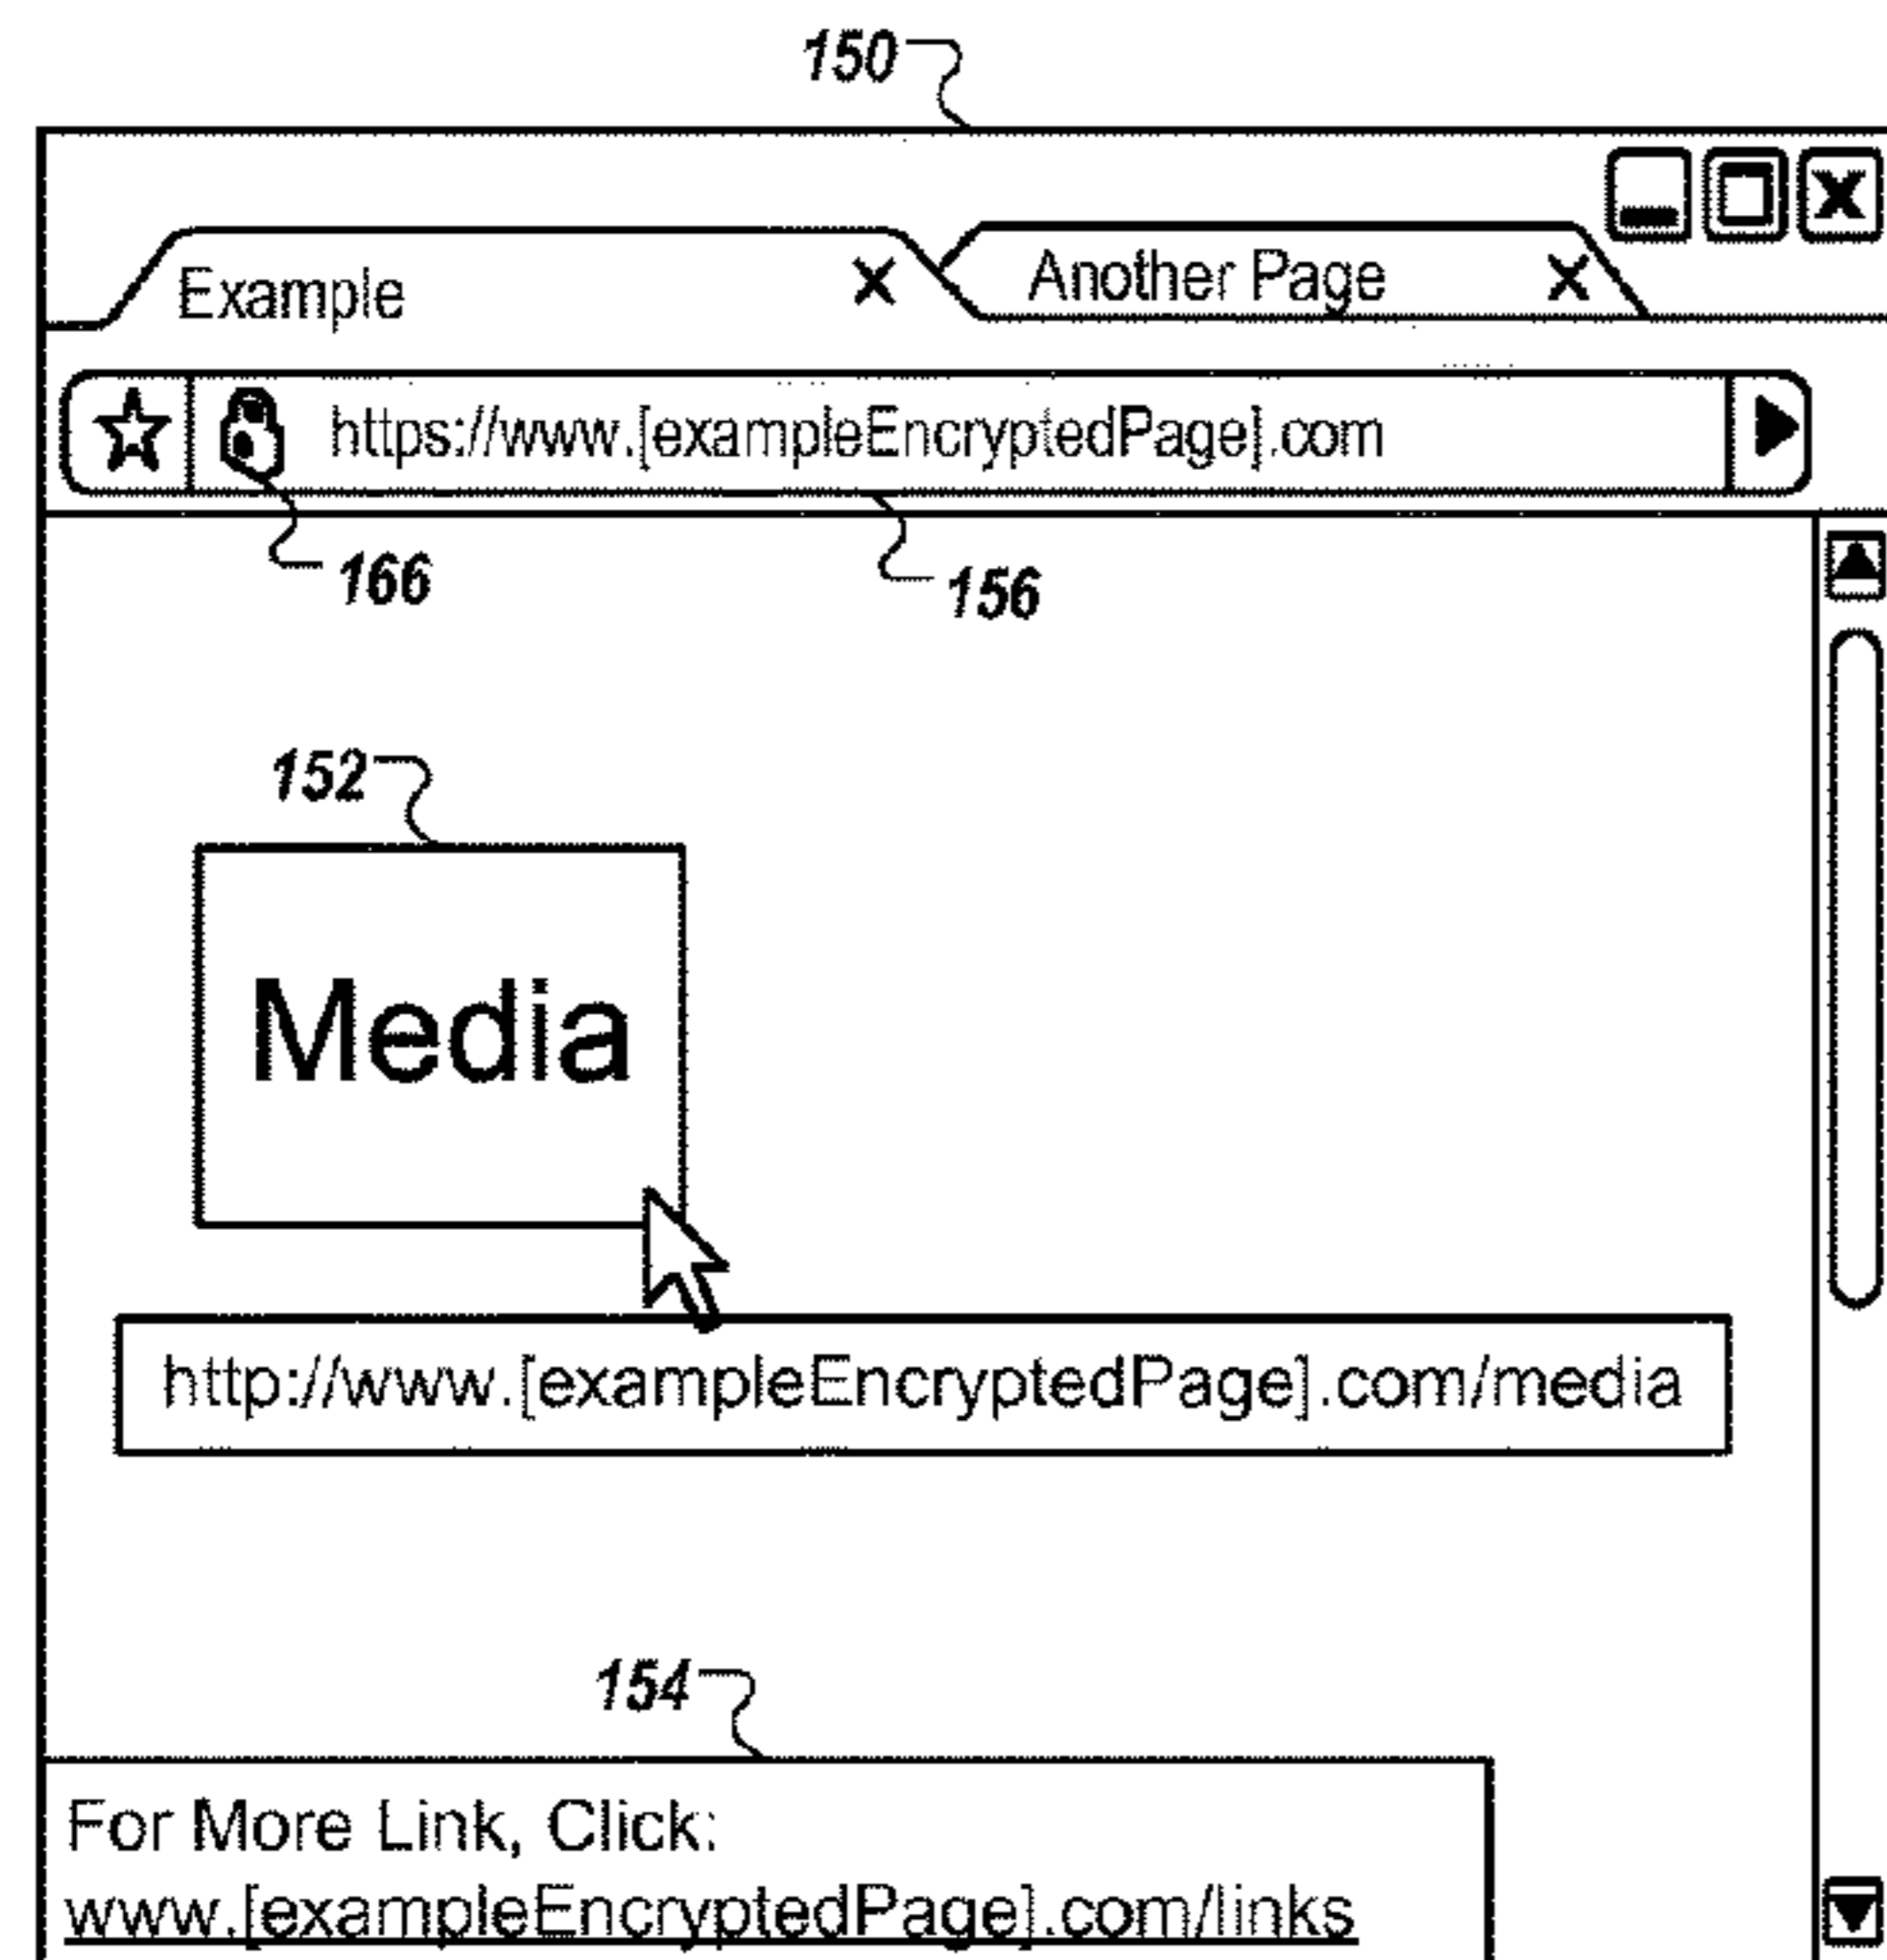 150
Example
Another Page
https://www.[exampleEncryptedPage].com
166
156
152
Media
http://www.[exampleEncryptedPage].com/media
154
For More Link, Click:
www.[exampleEncryptedPage].com/links